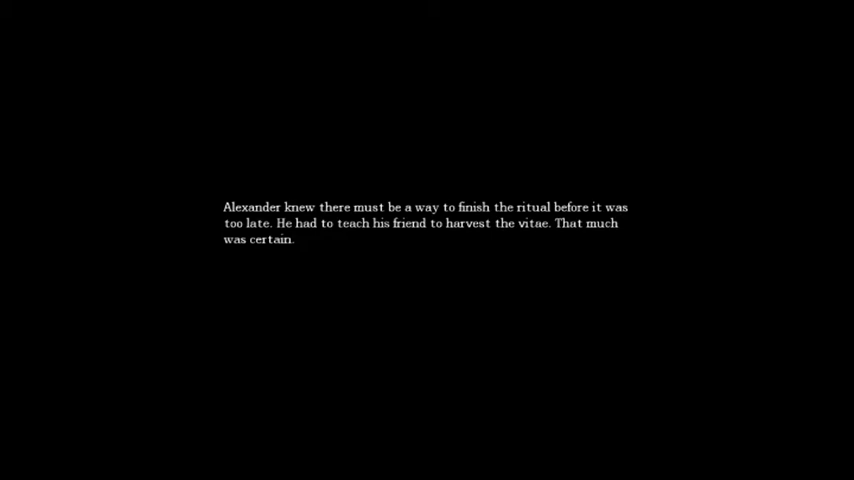 Alexander knew there must be a way to finish the ritual before it was
too late. He had to teach his friend to harvest the vitae. That much
was certain.